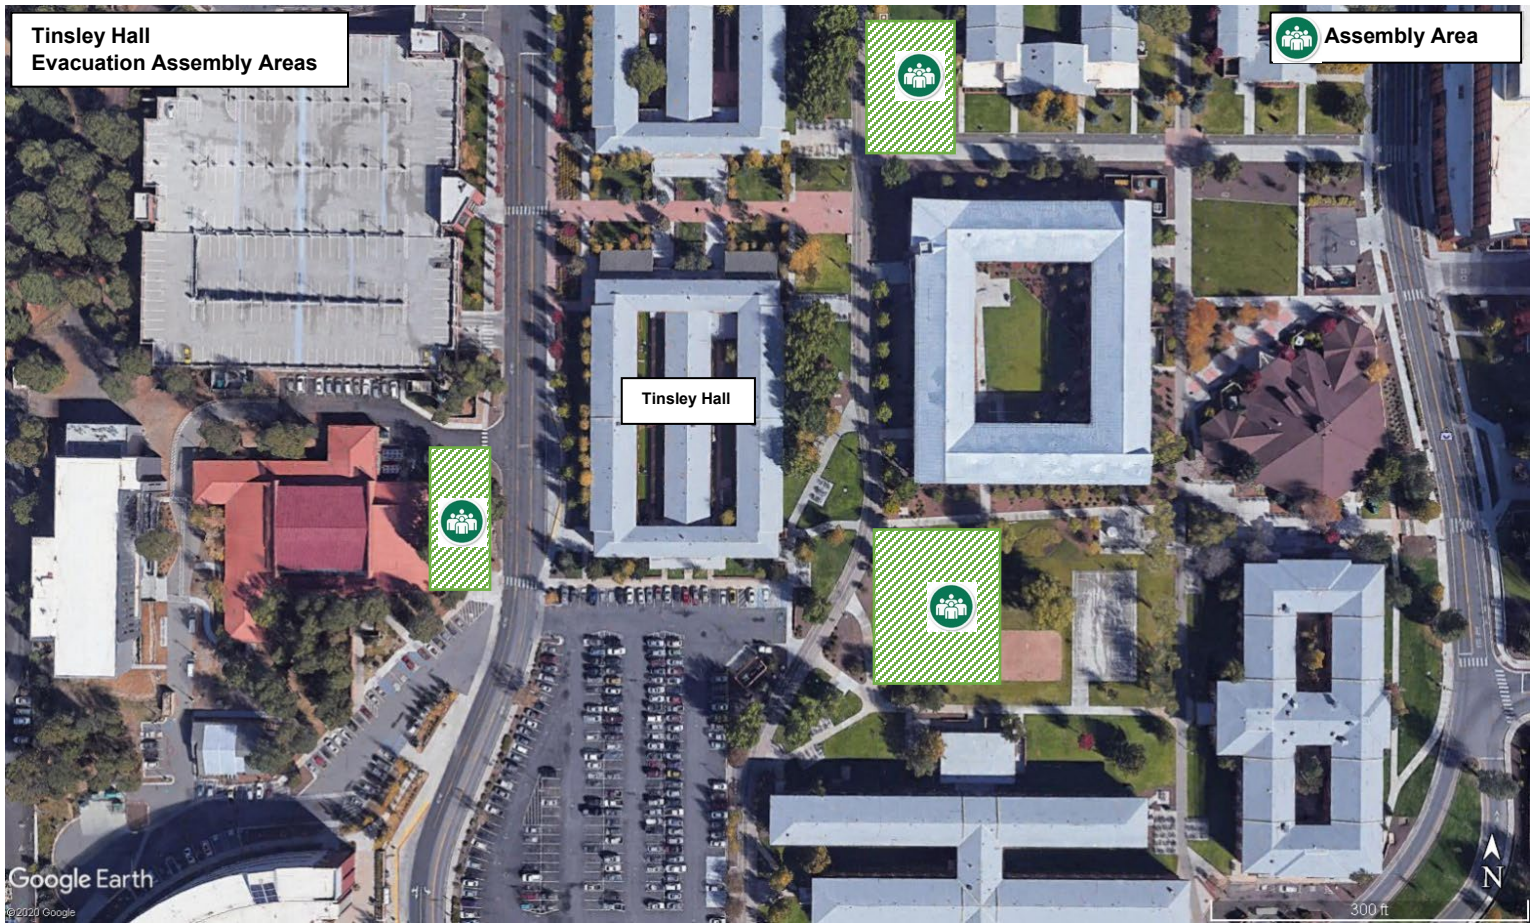 Tinsley Hall
Evacuation Assembly Areas
Assembly Area
Tinsley Hall
Google Earth
©2020 Google
N
300 ft